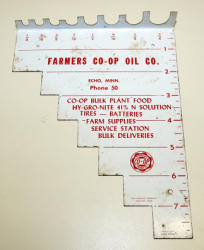 FARMERS CO-OP OIL CO.
ECHO, MINN.
Phone 50
CO-OP BULK PLANT FOOD
HY-GRO-NITE 41% N SOLUTION
TIRES — BATTERIES
FARM SUPPLIES
SERVICE STATION
BULK DELIVERIES
1
2
3
4
5
6
7